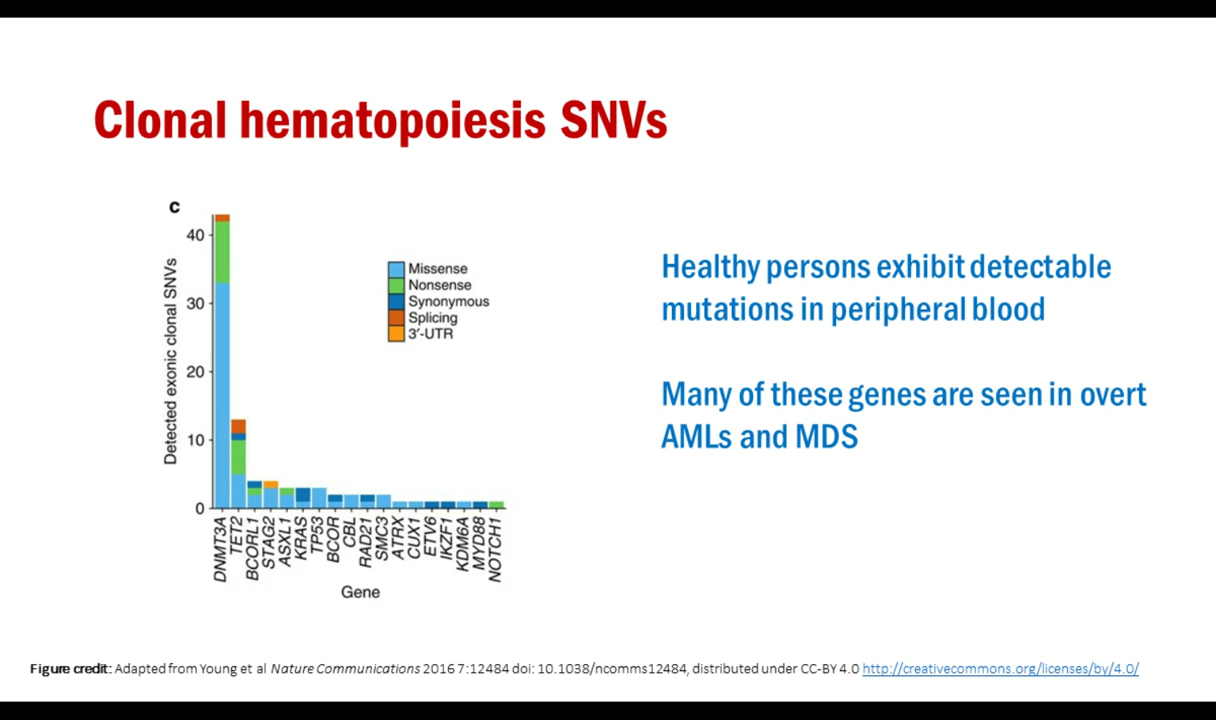 Clonal hematopoiesis SNVs
c
Detected exonic clonal SNVs
40
30
20
10
0
Missense
Nonsense
Synonymous
Splicing
3′-UTR
DNMT3A
TET2
BCORL1
STAG2
ASXL1
KRAS
TP53
BCOR
CBL
RAD21
SMC3
ATRX
CUX1
ETV6
IKZF1
KDM6A
MYD88
NOTCH1
Gene
Healthy persons exhibit detectable
mutations in peripheral blood
Many of these genes are seen in overt
AMLs and MDS
Figure credit: Adapted from Young et al Nature Communications 2016 7:12484 doi: 10.1038/ncomms12484, distributed under CC-BY 4.0 http://creativecommons.org/licenses/by/4.0/